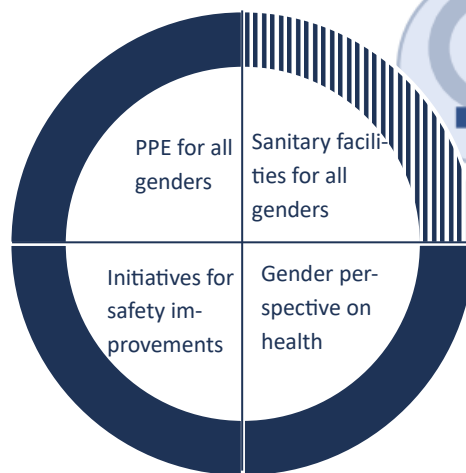 PPE for all
genders
Sanitary facili-
ties for all
genders
Initiatives for
safety im-
provements
Gender per-
spective on
health